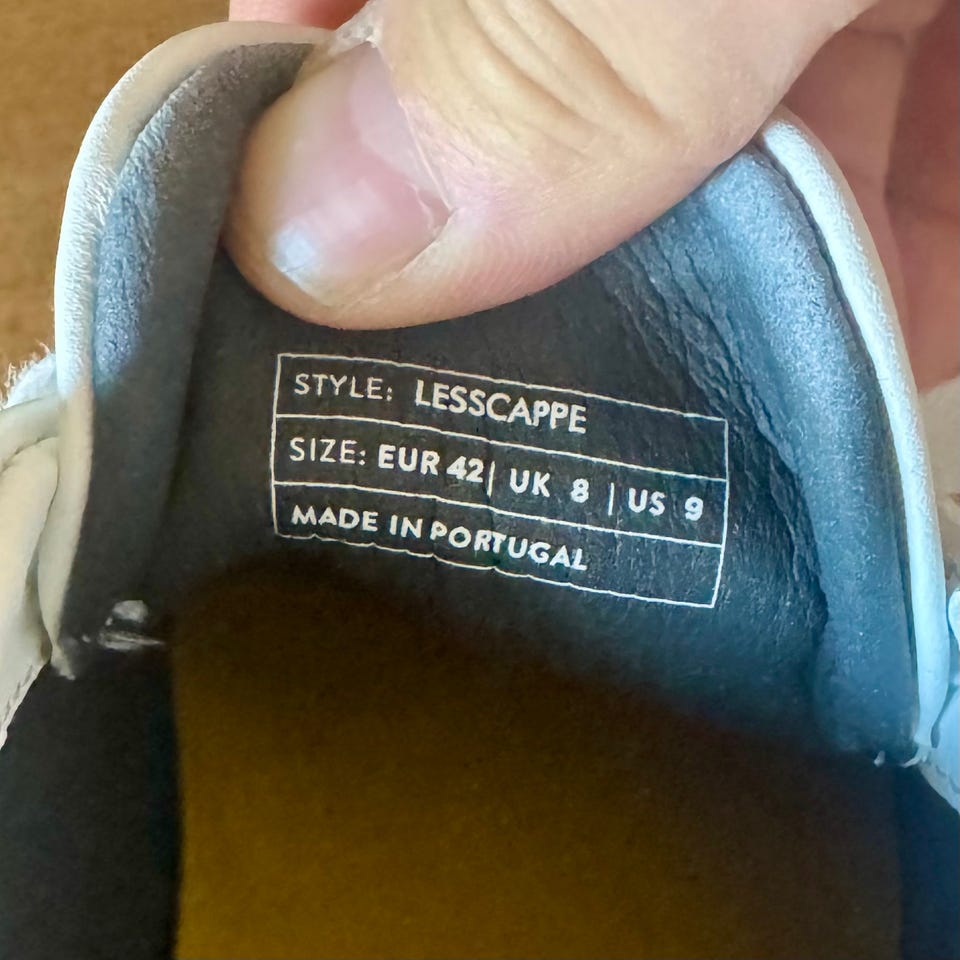 STYLE: LESSCAPPE
SIZE: EUR 42| UK 8 | US 9
MADE IN PORTUGAL